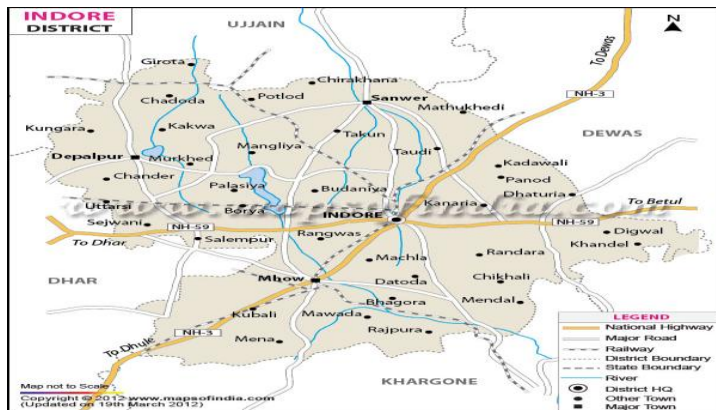 INDORE
DISTRICT
UJJAIN
N
To Dewas
Girota
Chirakhana
NH-3
Chadoda
Potlod
Sanwer
Mathukhedi
Kungara
Kakwa
Takun
DEWAS
Mangliya
Taudi
Depalpur
Murkhed
Kadawali
Chander
Panod
Palasiya
Budaniya
Dhaturia
Uttarsi
Borya
Kanaria
To Betul
www.mapsofindia.com
INDORE
Sejwani
NH-59
NH-59
Digwal
To Dhar
Salempur
Rangwas
Khandel
Machla
Randara
DHAR
Mhow
Datoda
Chikhali
Bhagora
Mendal
Kubali
Mawada
NH-3
Rajpura
Mena
To Dhule
KHARGONE
LEGEND
National Highway
Major Road
Railway
District Boundary
State Boundary
River
District HQ
Other Town
Major Town
Map not to Scale
Copyright © 2012 www.mapsofindia.com
(Updated on 19th March 2012)